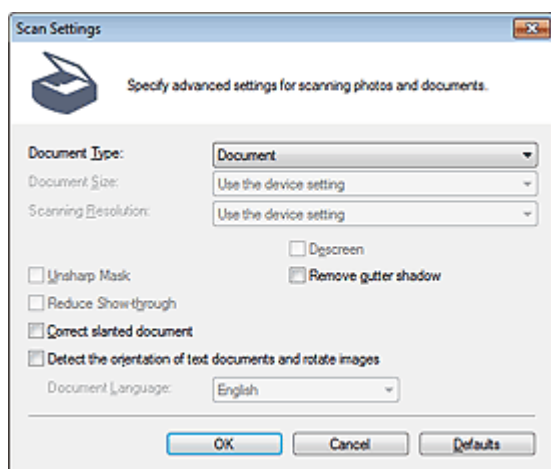 Scan Settings
Specify advanced settings for scanning photos and documents.
Document Type: Document
Document Size: Use the device setting
Scanning Resolution: Use the device setting
Descreen
Unsharp Mask Remove gutter shadow
Reduce Show-through
Correct slanted document
Detect the orientation of text documents and rotate images
Document Language: English
OK Cancel Defaults